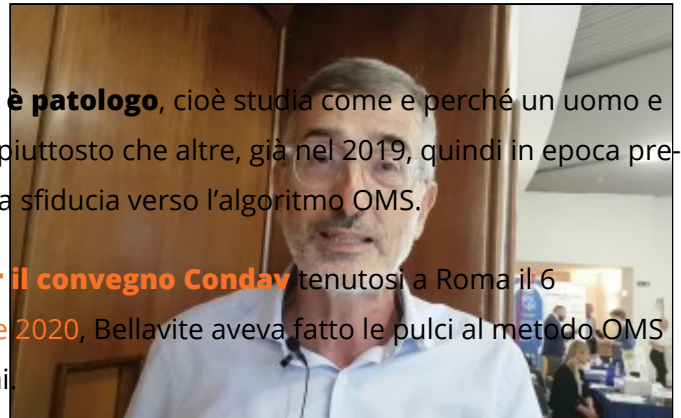 è patologo, cioè studia come e perché un uomo e
piuttosto che altre, già nel 2019, quindi in epoca pre-
a sfiducia verso l'algoritmo OMS.
r il convegno Condav tenutosi a Roma il 6
e 2020, Bellavite aveva fatto le pulci al metodo OMS
ni.